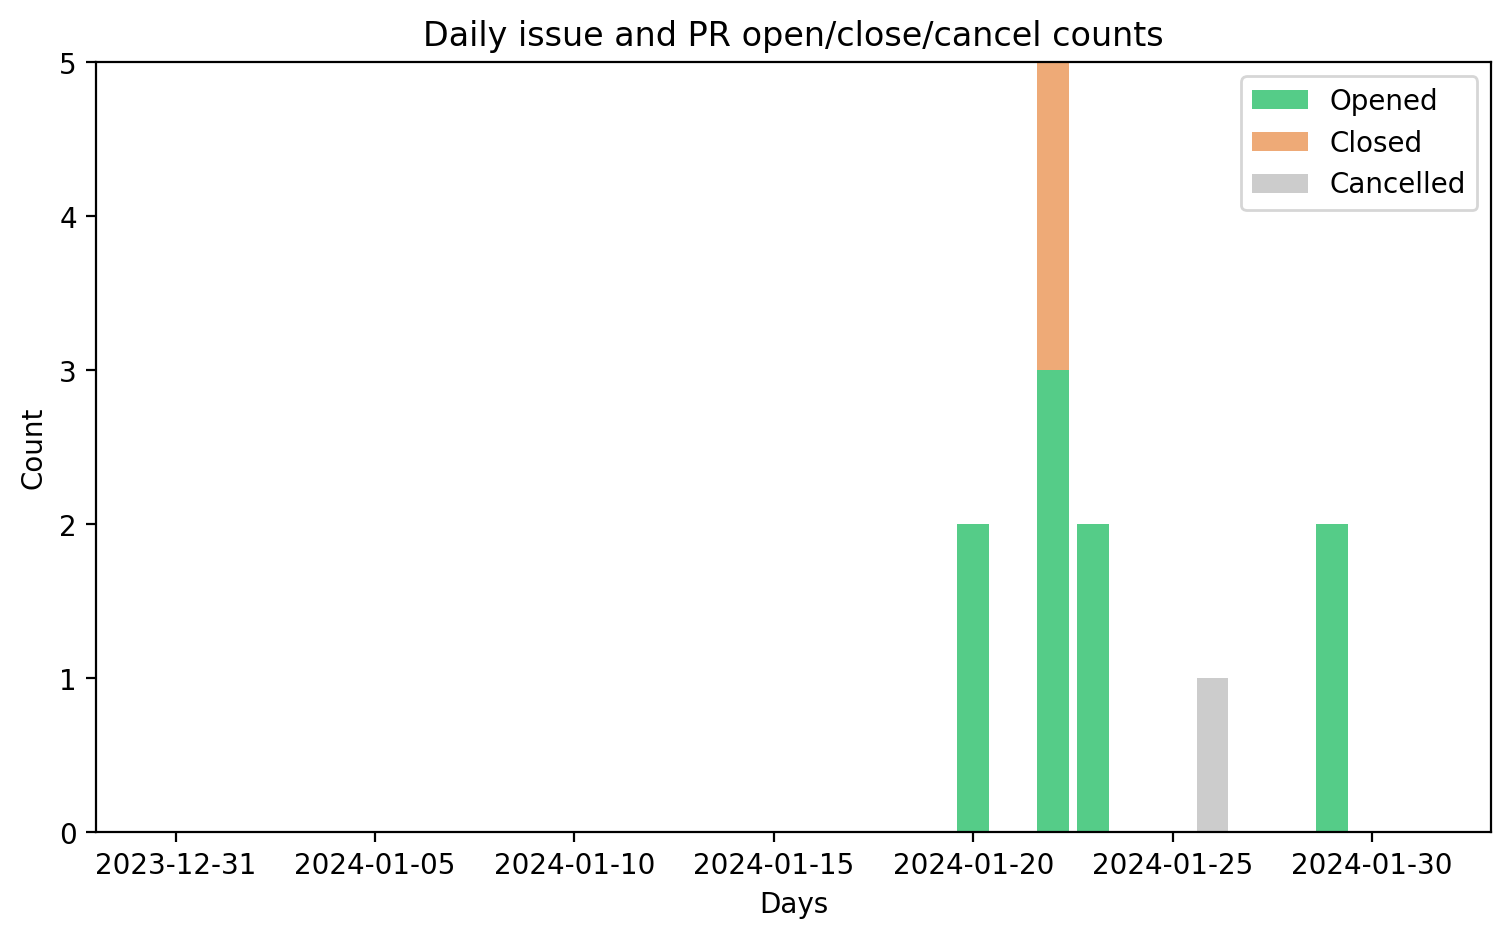 Daily issue and PR open/close/cancel counts
Opened
Closed
Cancelled
5
4
3
2
1
0
Count
2023-12-31 2024-01-05 2024-01-10 2024-01-15 2024-01-20 2024-01-25 2024-01-30
Days